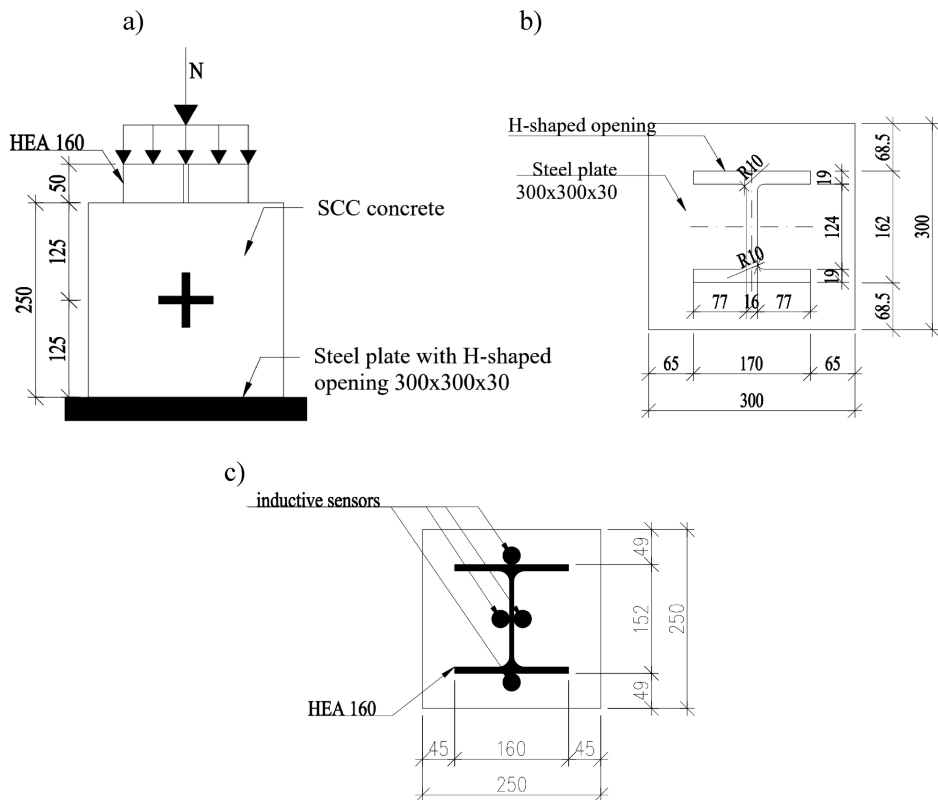 a)
N
HEA 160
50
SCC concrete
125
250
125
Steel plate with H-shaped
opening 300x300x30
b)
H-shaped opening
Steel plate
300x300x30
R10
R10
19
124
19
68.5
162
68.5
300
77 16 77
65 170 65
300
c)
inductive sensors
HEA 160
49
152
49
250
45 160 45
250